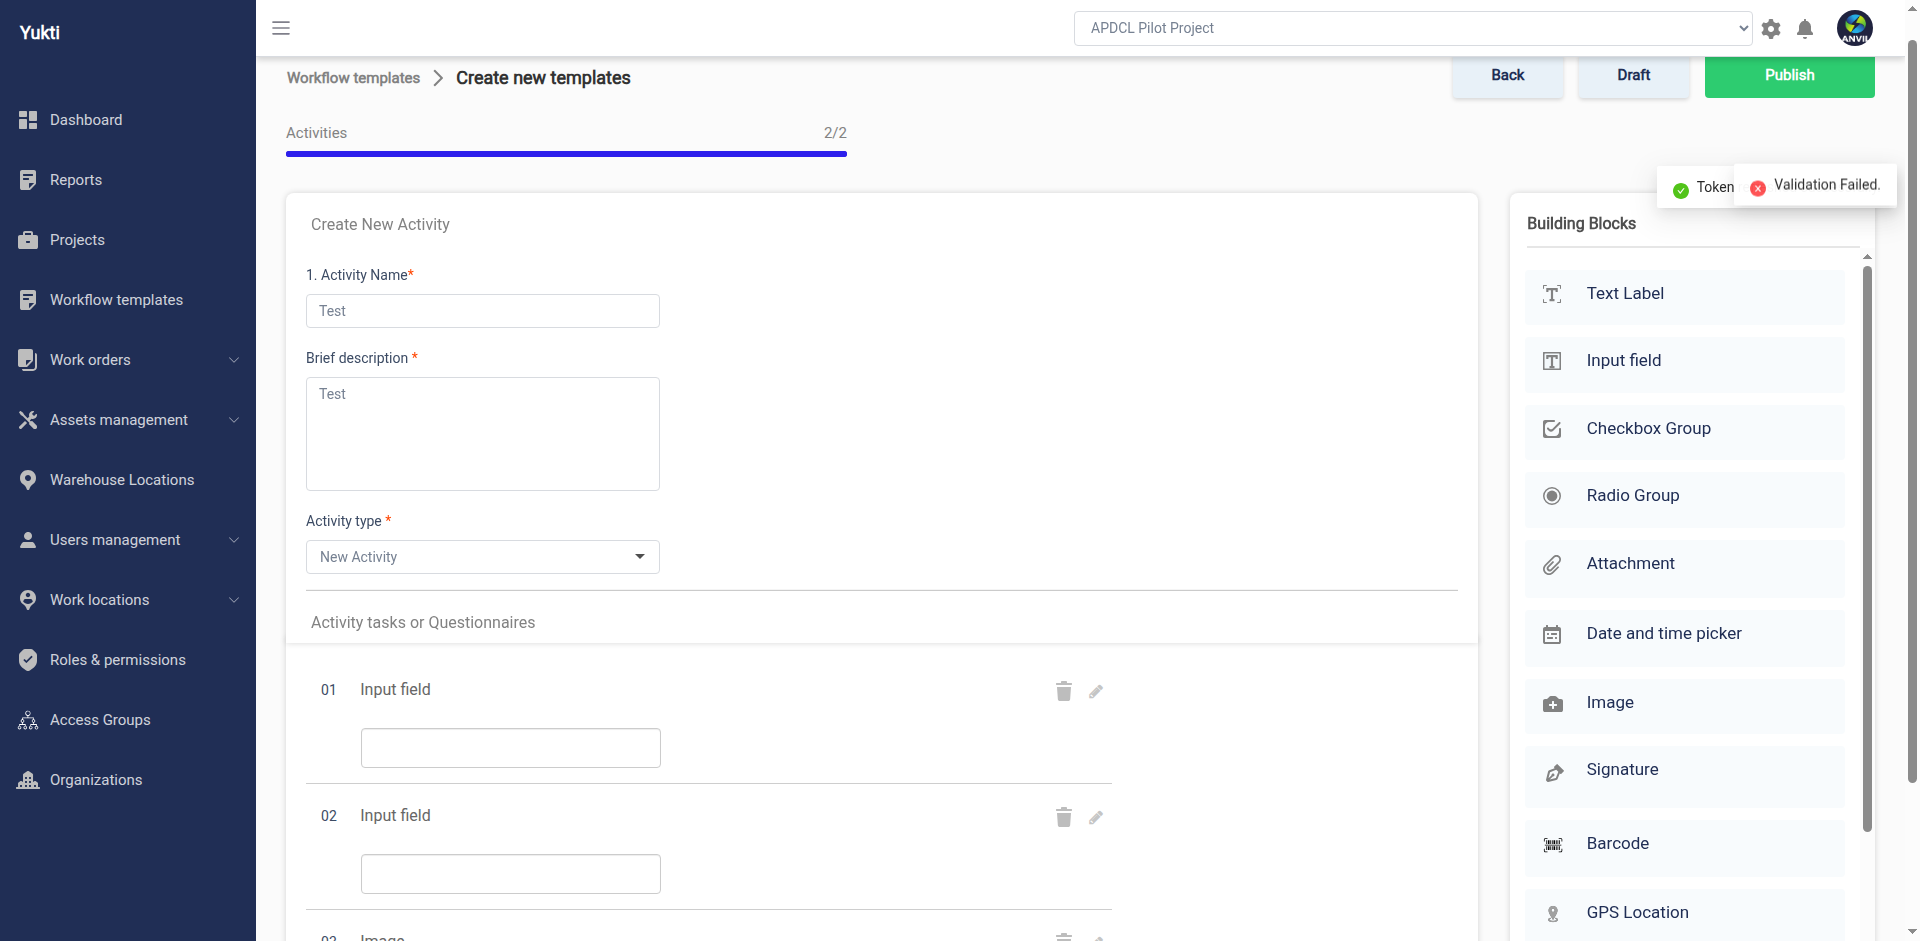 Yukti
APDCL Pilot Project
ANVIL
Dashboard
Reports
Projects
Workflow templates
Work orders
Assets management
Warehouse Locations
Users management
Work locations
Roles & permissions
Access Groups
Organizations
Workflow templates
Create new templates
Back
Draft
Publish
Activities
2/2
Token
Validation Failed.
Create New Activity
1. Activity Name*
Test
Brief description *
Test
Activity type *
New Activity
Activity tasks or Questionnaires
01 Input field
02 Input field
03 Image
Building Blocks
Text Label
Input field
Checkbox Group
Radio Group
Attachment
Date and time picker
Image
Signature
Barcode
GPS Location